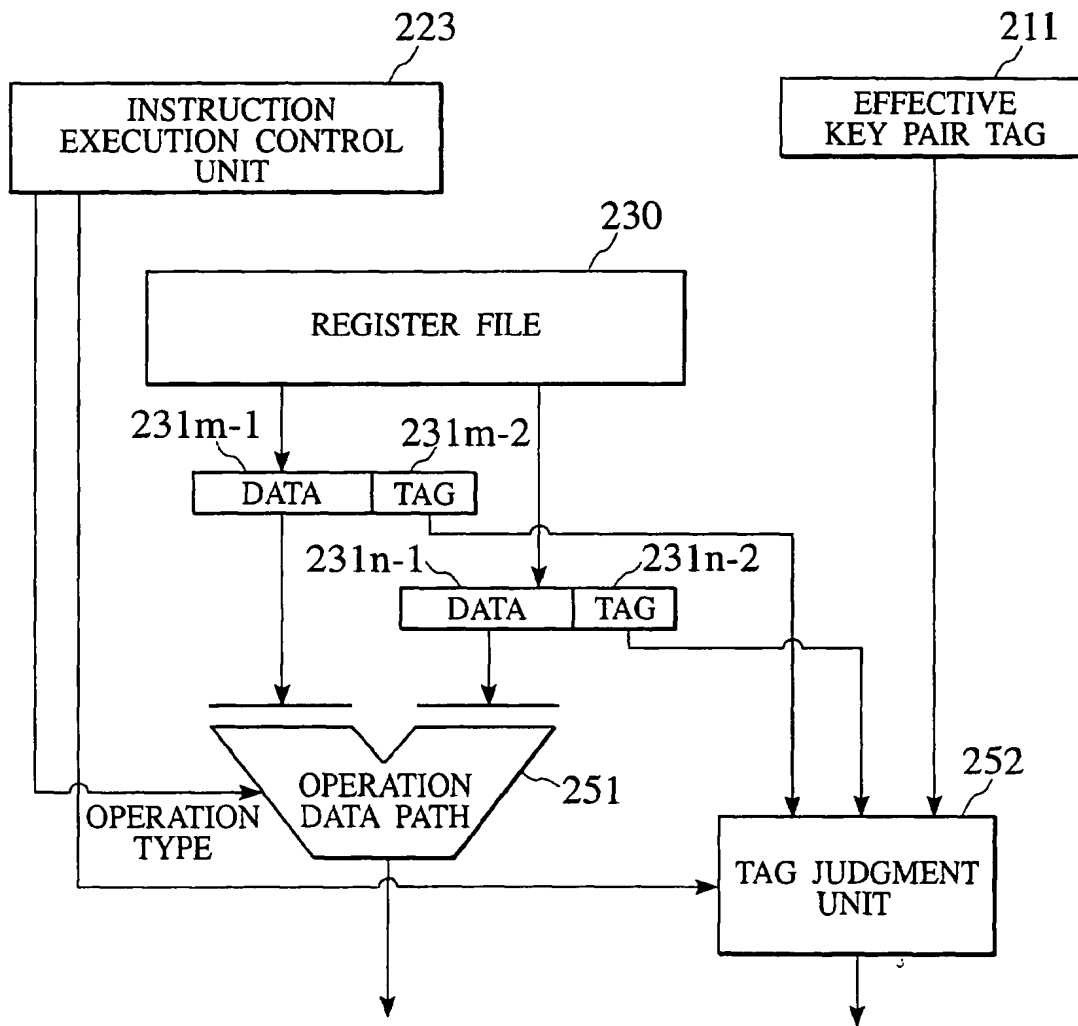 223
INSTRUCTION
EXECUTION CONTROL
UNIT
211
EFFECTIVE
KEY PAIR TAG
230
REGISTER FILE
231m-1
231m-2
DATA
TAG
231n-1
231n-2
DATA
TAG
OPERATION
DATA PATH
251
OPERATION
TYPE
252
TAG JUDGMENT
UNIT